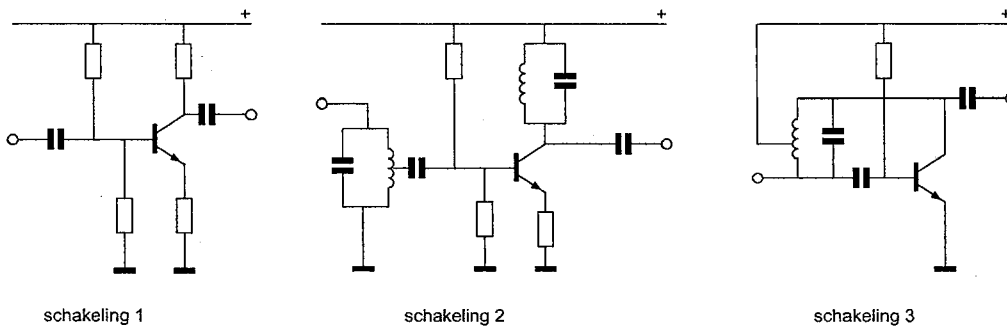 + + +
schakeling 1 schakeling 2 schakeling 3